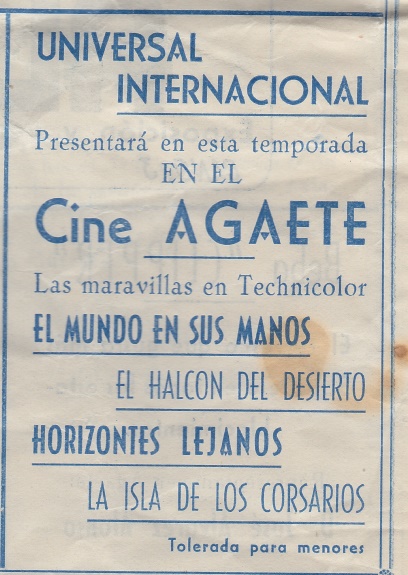 UNIVERSAL
INTERNACIONAL
Presentará en esta temporada
EN EL
Cine AGAETE
Las maravillas en Technicolor
EL MUNDO EN SUS MANOS
EL HALCON DEL DESIERTO
HORIZONTES LEJANOS
LA ISLA DE LOS CORSARIOS
Tolerada para menores